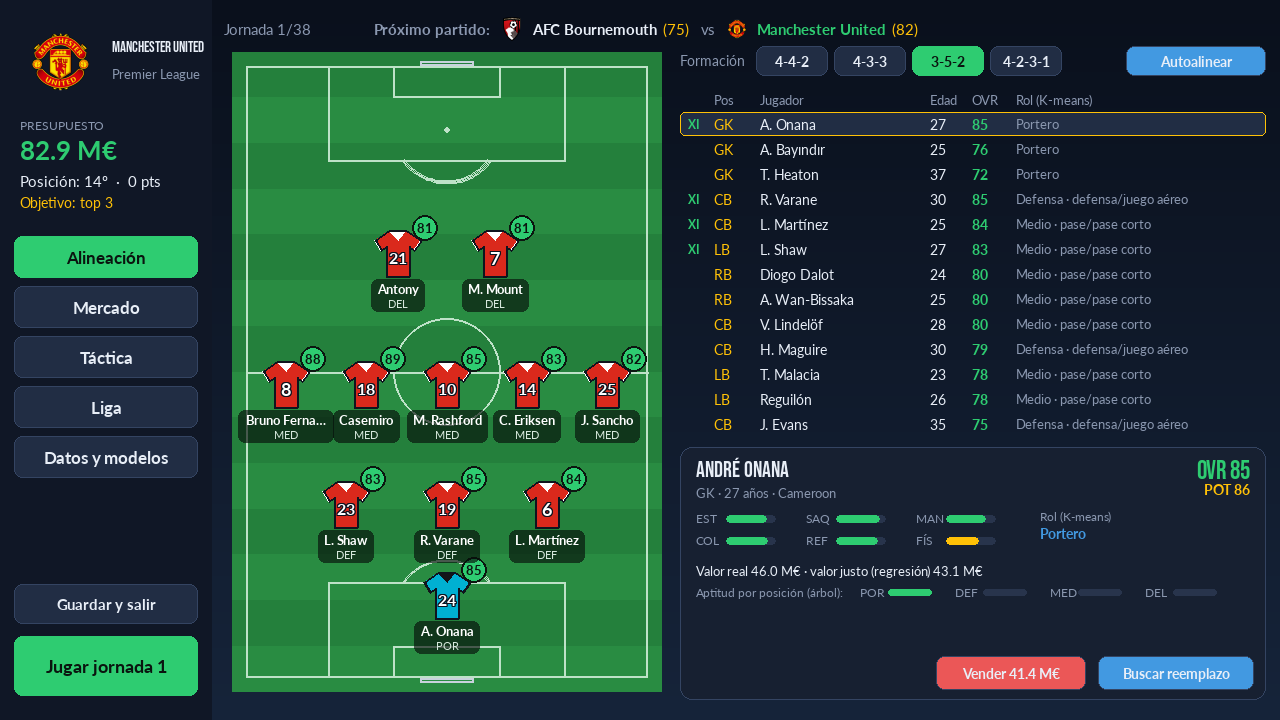 MANCHESTER UNITED
Premier League
PRESUPUESTO
82.9 M€
Posición: 14° · 0 pts
Objetivo: top 3
Alineación
Mercado
Táctica
Liga
Datos y modelos
Guardar y salir
Jugar jornada 1
Jornada 1/38
Próximo partido: AFC Bournemouth (75) vs Manchester United (82)
81
21
Antony
DEL
81
7
M. Mount
DEL
88
8
Bruno Ferna...
MED
89
18
Casemiro
MED
85
10
M. Rashford
MED
83
14
C. Eriksen
MED
82
25
J. Sancho
MED
83
23
L. Shaw
DEF
85
19
R. Varane
DEF
84
6
L. Martínez
DEF
85
24
A. Onana
POR
Formación 4-4-2 4-3-3 3-5-2 4-2-3-1 Autoalinear
Pos Jugador Edad OVR Rol (K-means)
XI GK A. Onana 27 85 Portero
GK A. Bayındır 25 76 Portero
GK T. Heaton 37 72 Portero
XI CB R. Varane 30 85 Defensa · defensa/juego aéreo
XI CB L. Martínez 25 84 Medio · pase/pase corto
XI LB L. Shaw 27 83 Medio · pase/pase corto
RB Diogo Dalot 24 80 Medio · pase/pase corto
RB A. Wan-Bissaka 25 80 Medio · pase/pase corto
CB V. Lindelöf 28 80 Medio · pase/pase corto
CB H. Maguire 30 79 Defensa · defensa/juego aéreo
LB T. Malacia 23 78 Medio · pase/pase corto
LB Reguilón 26 78 Medio · pase/pase corto
CB J. Evans 35 75 Defensa · defensa/juego aéreo
ANDRÉ ONANA OVR 85
GK · 27 años · Cameroon POT 86
EST SAQ MAN Rol (K-means)
COL REF FÍS Portero
Valor real 46.0 M€ · valor justo (regresión) 43.1 M€
Aptitud por posición (árbol): POR DEF MED DEL
Vender 41.4 M€ Buscar reemplazo